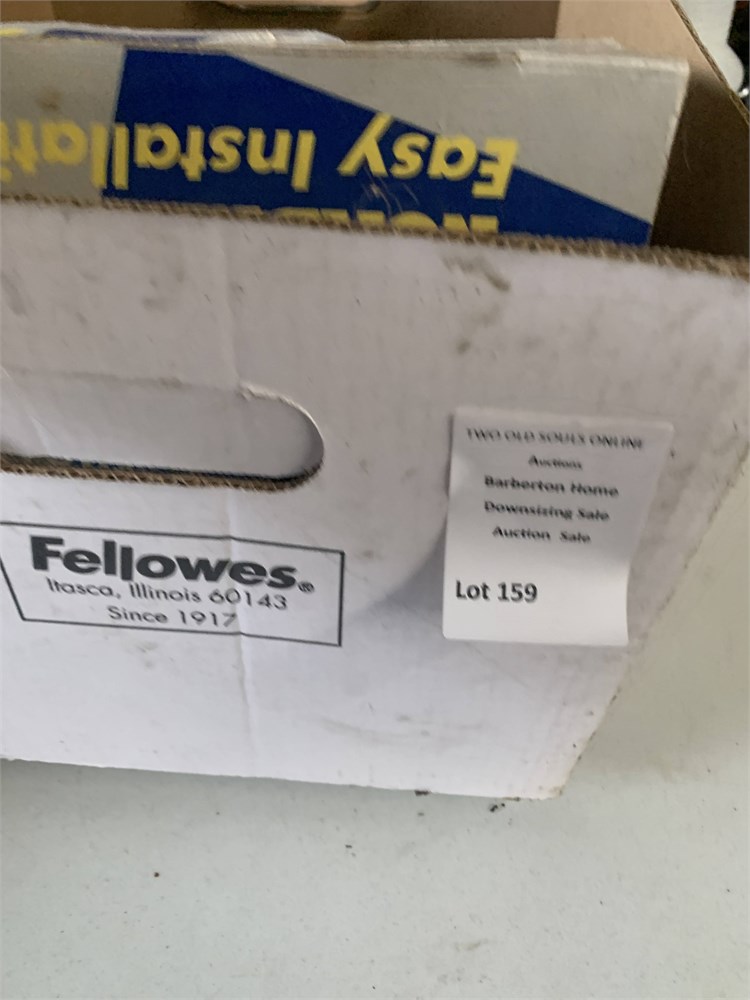 Easy Installati
Fellowes®
Itasca, Illinois 60143
Since 1917
TWO OLD SOULS ONLINE
Auctions
Barberton Home
Downsizing Sale
Auction Sale
Lot 159